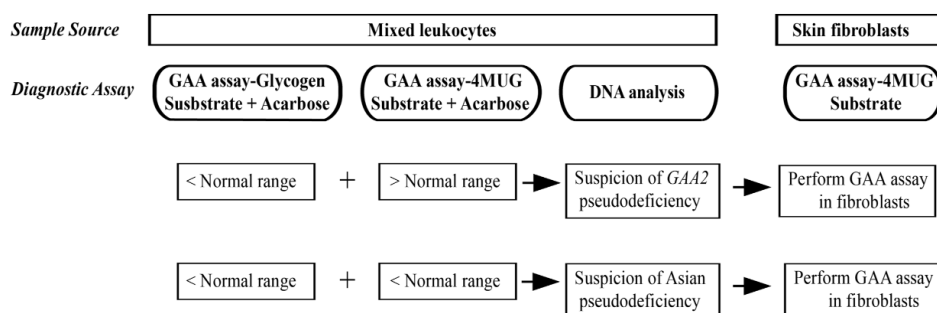 Sample Source Mixed leukocytes Skin fibroblasts
Diagnostic Assay GAA assay-Glycogen Susbstrate + Acarbose GAA assay-4MUG Substrate + Acarbose DNA analysis GAA assay-4MUG Substrate
< Normal range + > Normal range Suspicion of GAA2 pseudodeficiency Perform GAA assay in fibroblasts
< Normal range + < Normal range Suspicion of Asian pseudodeficiency Perform GAA assay in fibroblasts